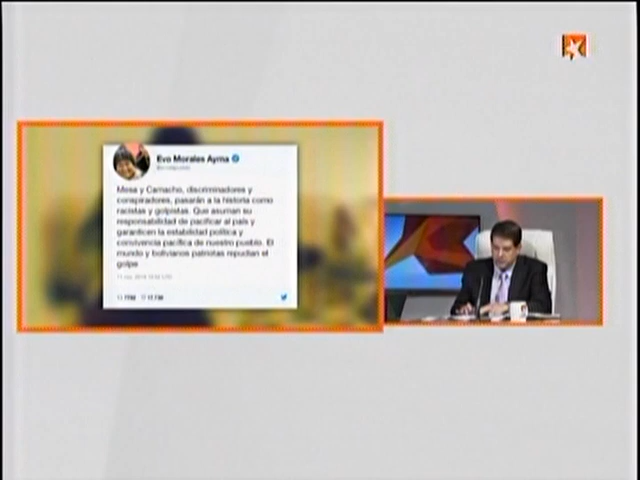 Evo Morales Ayma
Mesa y Camacho, discriminadores y
conspiradores, pasarán a la historia como
racistas y golpistas. Que asuman su
responsabilidad de pacificar al país y
garanticen la estabilidad política y
convivencia pacífica de nuestro pueblo. El
mundo y bolivianos patriotas repudian el
golpe